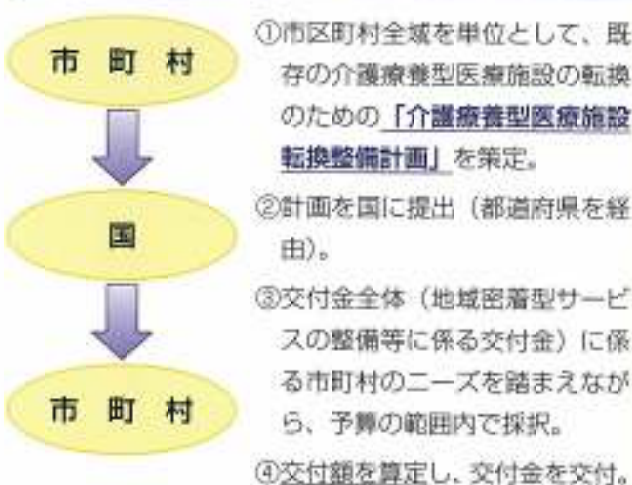 市 町 村
国
市 町 村
①市区町村全域を単位として、既
存の介護療養型医療施設の転換
のための「介護療養型医療施設
転換整備計画」を策定。
②計画を国に提出（都道府県を経
由）。
③交付金全体（地域密着型サービ
スの整備等に係る交付金）に係
る市町村のニーズを踏まえなが
ら、予算の範囲内で採択。
④交付額を算定し、交付金を交付。